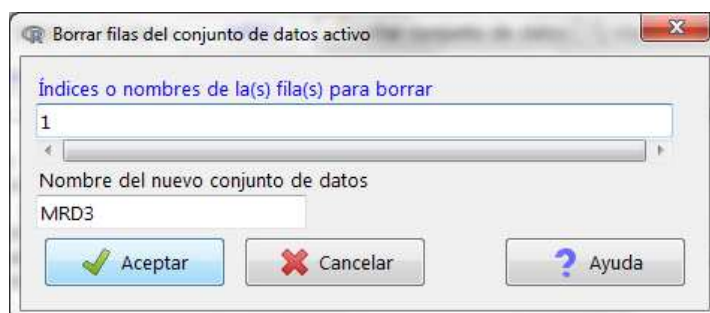 Borrar filas del conjunto de datos activo
Índices o nombres de la(s) fila(s) para borrar
1
Nombre del nuevo conjunto de datos
MRD3
Aceptar Cancelar ? Ayuda